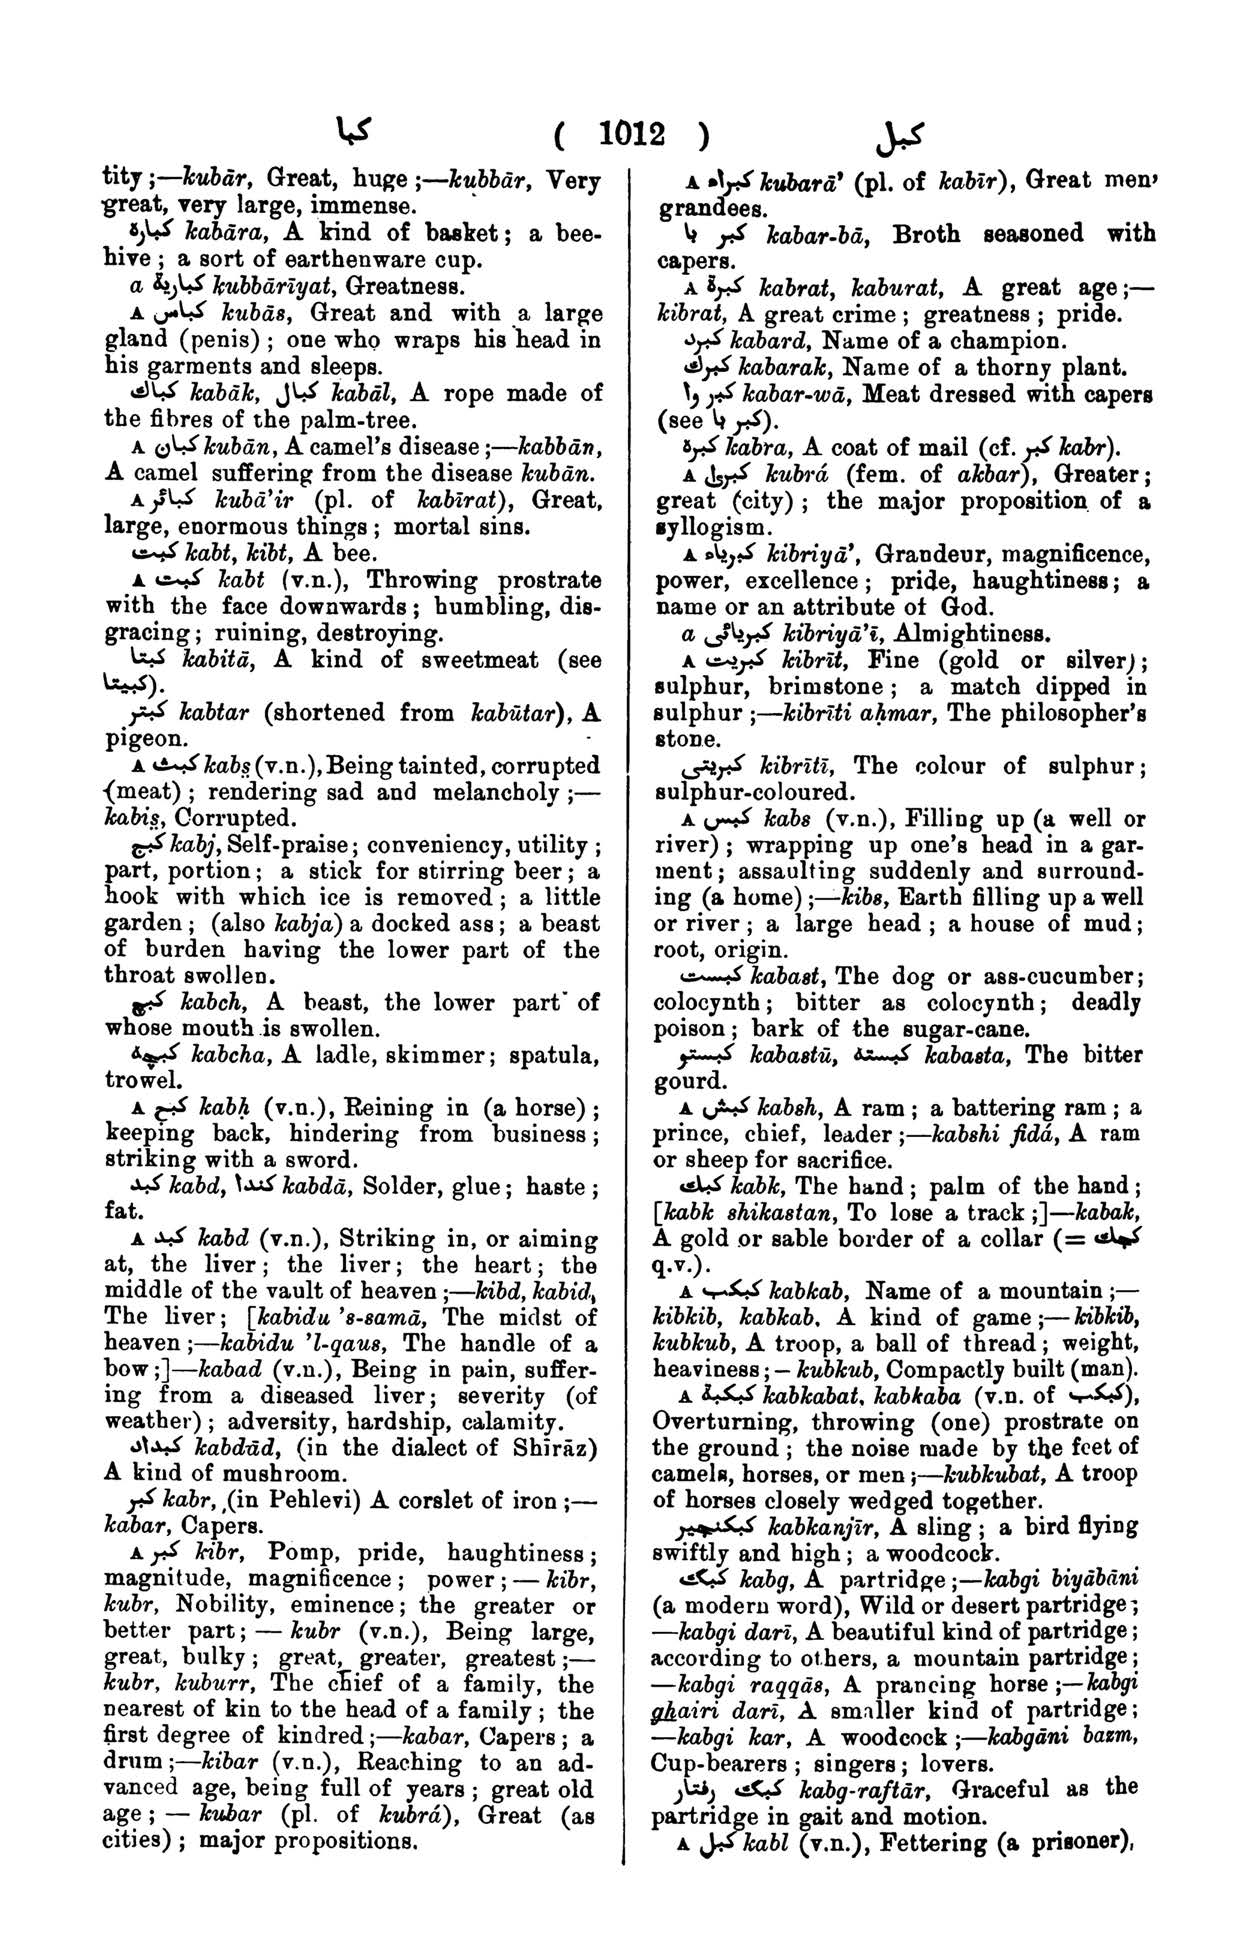 کبا
( 1012 )
کبل
tity ;—kubār, Great, huge ;—kubbār, Very
great, very large, immense.
کباره kabāra, A kind of basket; a bee-
hive ; a sort of earthenware cup.
a کباریة kubbārīyat, Greatness.
A کباس kubās, Great and with a large
gland (penis) ; one who wraps his head in
his garments and sleeps.
کباك kabāk, کبال kabāl, A rope made of
the fibres of the palm-tree.
A کبان kubān, A camel's disease ;—kabbān,
A camel suffering from the disease kubān.
A کبائر kubā'ir (pl. of kabīrat), Great,
large, enormous things ; mortal sins.
کبت kabt, kibt, A bee.
A کبت kabt (v.n.), Throwing prostrate
with the face downwards ; humbling, dis-
gracing ; ruining, destroying.
کبتا kabitā, A kind of sweetmeat (see
کبیتا).
کبتر kabtar (shortened from kabūtar), A
pigeon.
A کبث kabs̤ (v.n.), Being tainted, corrupted
(meat) ; rendering sad and melancholy ;—
kabis̤, Corrupted.
کبج kabj, Self-praise ; conveniency, utility ;
part, portion ; a stick for stirring beer ; a
hook with which ice is removed ; a little
garden ; (also kabja) a docked ass ; a beast
of burden having the lower part of the
throat swollen.
کبچ kabch, A beast, the lower part of
whose mouth is swollen.
کبچه kabcha, A ladle, skimmer ; spatula,
trowel.
A کبح kabḥ (v.n.), Reining in (a horse) ;
keeping back, hindering from business ;
striking with a sword.
کبد kabd, کبدا kabdā, Solder, glue ; haste ;
fat.
A کبد kabd (v.n.), Striking in, or aiming
at, the liver ; the liver ; the heart ; the
middle of the vault of heaven ;—kibd, kabid,
The liver ; [kabidu 's-samā, The midst of
heaven ;—kabidu 'l-qaus, The handle of a
bow ;]—kabad (v.n.), Being in pain, suffer-
ing from a diseased liver ; severity (of
weather) ; adversity, hardship, calamity.
کبداد kabdād, (in the dialect of Shīrāz)
A kind of mushroom.
کبر kabr, (in Pehlevi) A corslet of iron ;—
kabar, Capers.
A کبر kibr, Pomp, pride, haughtiness ;
magnitude, magnificence ; power ; — kibr,
kubr, Nobility, eminence ; the greater or
better part ; — kubr (v.n.), Being large,
great, bulky ; great, greater, greatest ;—
kubr, kuburr, The chief of a family, the
nearest of kin to the head of a family ; the
first degree of kindred ;—kabar, Capers ; a
drum ;—kibar (v.n.), Reaching to an ad-
vanced age, being full of years ; great old
age ; — kubar (pl. of kubrá), Great (as
cities) ; major propositions.
A کبراء kubarā' (pl. of kabīr), Great men,
grandees.
کبر با kabar-bā, Broth seasoned with
capers.
A کبرة kabrat, kaburat, A great age ;—
kibrat, A great crime ; greatness ; pride.
کبرد kabard, Name of a champion.
کبرك kabarak, Name of a thorny plant.
کبر وا kabar-wā, Meat dressed with capers
(see کبر با).
کبره kabra, A coat of mail (cf. کبر kabr).
A کبریٰ kubrá (fem. of akbar), Greater ;
great (city) ; the major proposition of a
syllogism.
A کبریاء kibriyā', Grandeur, magnificence,
power, excellence ; pride, haughtiness ; a
name or an attribute of God.
a کبریائی kibriyā'ī, Almightiness.
A کبریت kibrīt, Fine (gold or silver) ;
sulphur, brimstone ; a match dipped in
sulphur ;—kibrīti aḥmar, The philosopher's
stone.
کبریتی kibrītī, The colour of sulphur ;
sulphur-coloured.
A کبس kabs (v.n.), Filling up (a well or
river) ; wrapping up one's head in a gar-
ment ; assaulting suddenly and surround-
ing (a home) ;—kibs, Earth filling up a well
or river ; a large head ; a house of mud ;
root, origin.
کبست kabast, The dog or ass-cucumber ;
colocynth ; bitter as colocynth ; deadly
poison ; bark of the sugar-cane.
کبستو kabastū, کبسته kabasta, The bitter
gourd.
A کبش kabsh, A ram ; a battering ram ; a
prince, chief, leader ;—kabshi fidá, A ram
or sheep for sacrifice.
کبك kabk, The hand ; palm of the hand ;
[kabk shikastan, To lose a track ;]—kabak,
A gold or sable border of a collar (= کچك
q.v.).
A کبکب kabkab, Name of a mountain ;—
kibkib, kabkab, A kind of game ;—kibkib,
kubkub, A troop, a ball of thread ; weight,
heaviness ; — kubkub, Compactly built (man).
A کبکبة kabkabat, kabkaba (v.n. of کبکب),
Overturning, throwing (one) prostrate on
the ground ; the noise made by the feet of
camels, horses, or men ;—kubkubat, A troop
of horses closely wedged together.
کبکنجیر kabkanjīr, A sling ; a bird flying
swiftly and high ; a woodcock.
کبگ kabg, A partridge ;—kabgi biyābāni
(a modern word), Wild or desert partridge ;
—kabgi darī, A beautiful kind of partridge ;
according to others, a mountain partridge ;
—kabgi raqqās, A prancing horse ;—kabgi
ghairi darī, A smaller kind of partridge ;
—kabgi kar, A woodcock ;—kabgāni bazm,
Cup-bearers ; singers ; lovers.
کبگ رفتار kabg-raftār, Graceful as the
partridge in gait and motion.
A کبل kabl (v.n.), Fettering (a prisoner),